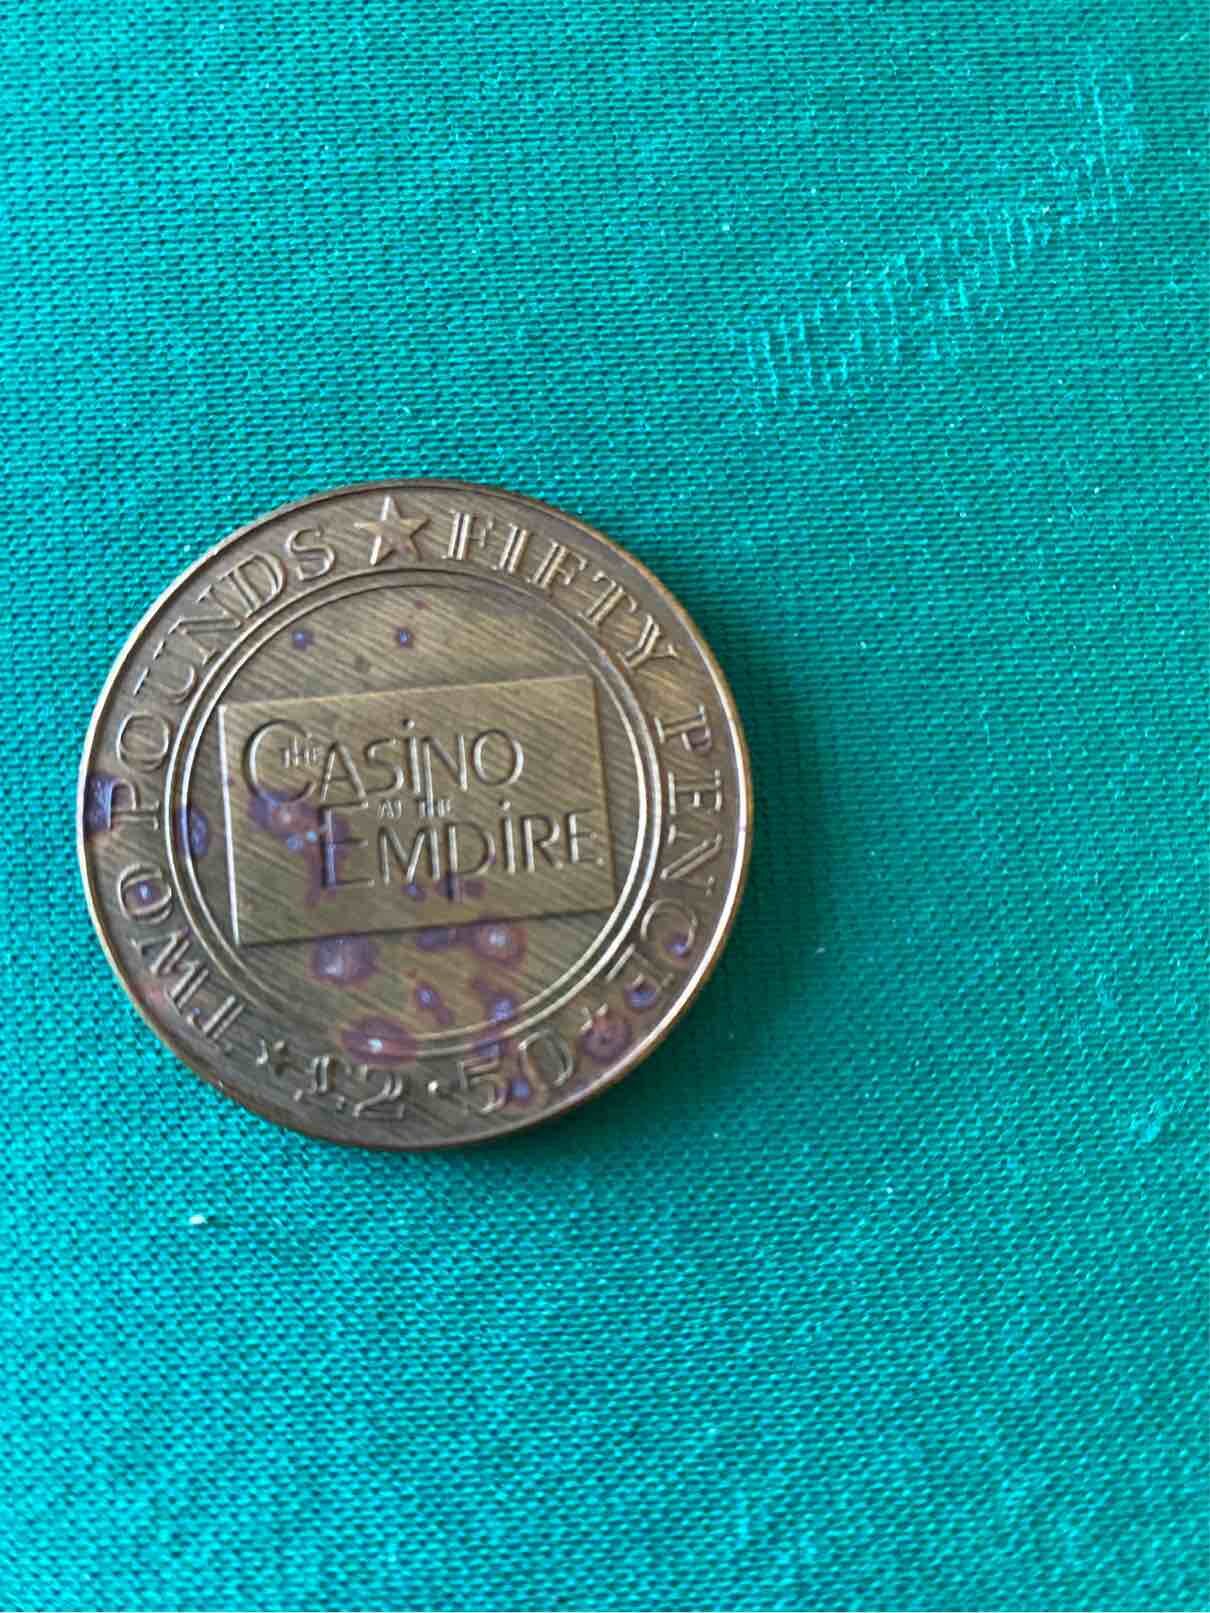 TWO POUNDS ★ FIFTY PENCE
THE CASINO
AT THE
EMPIRE
★ £2.50 ★